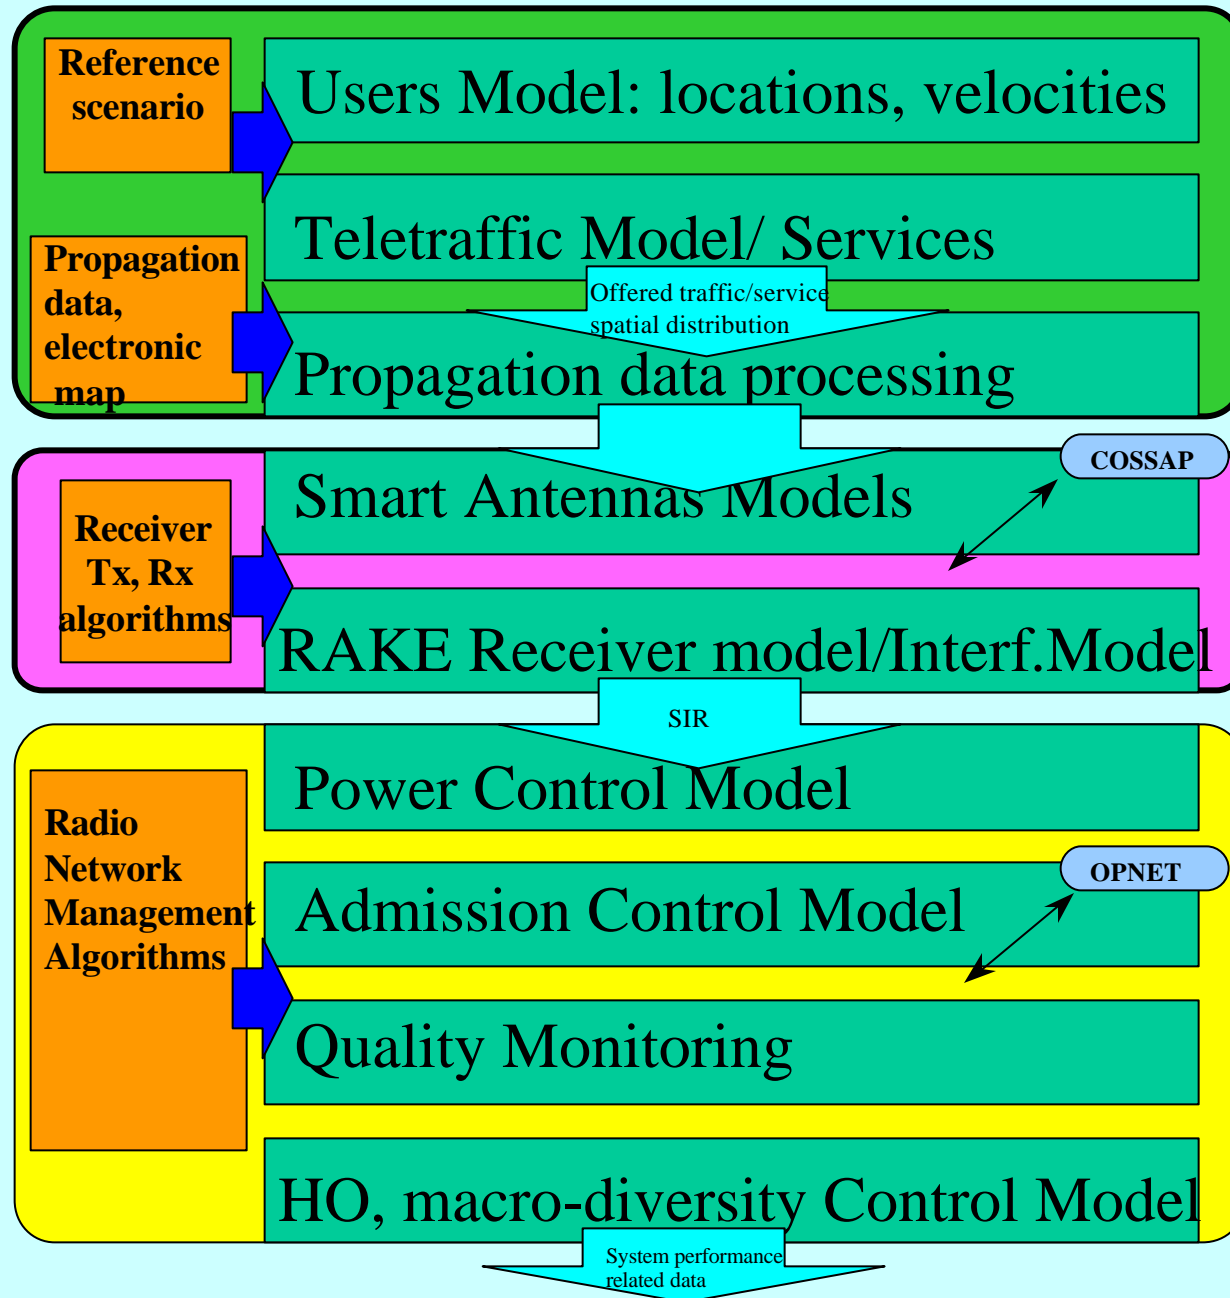 Reference
scenario
Users Model: locations, velocities
Teletraffic Model/ Services
Propagation
data,
electronic
map
Offered traffic/service
spatial distribution
Propagation data processing
COSSAP
Smart Antennas Models
Receiver
Tx, Rx
algorithms
RAKE Receiver model/Interf.Model
SIR
Power Control Model
Radio
Network
Management
Algorithms
OPNET
Admission Control Model
Quality Monitoring
HO, macro-diversity Control Model
System performance
related data